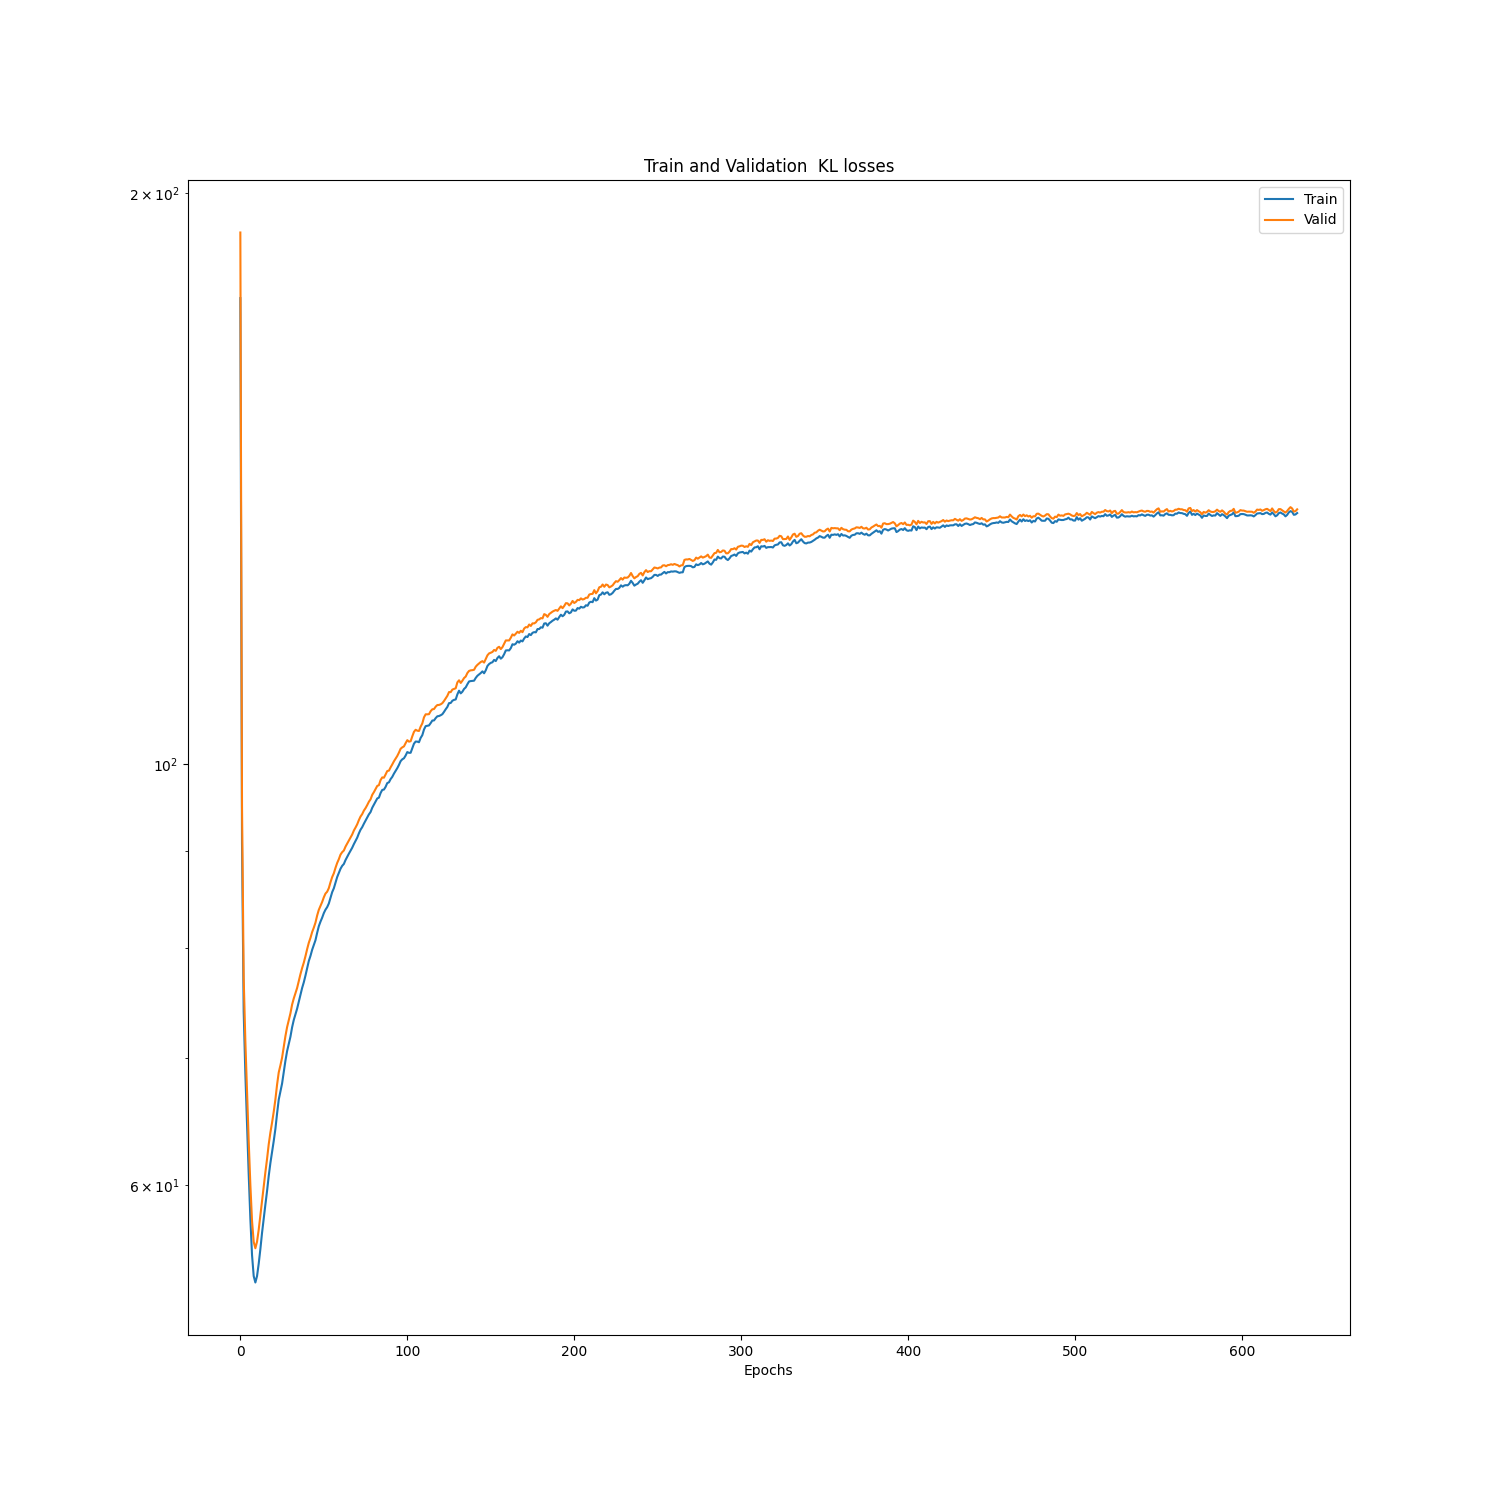 Train and Validation  KL losses
2 × 10²
Train
Valid
10²
6 × 10¹
0 100 200 300 400 500 600
Epochs